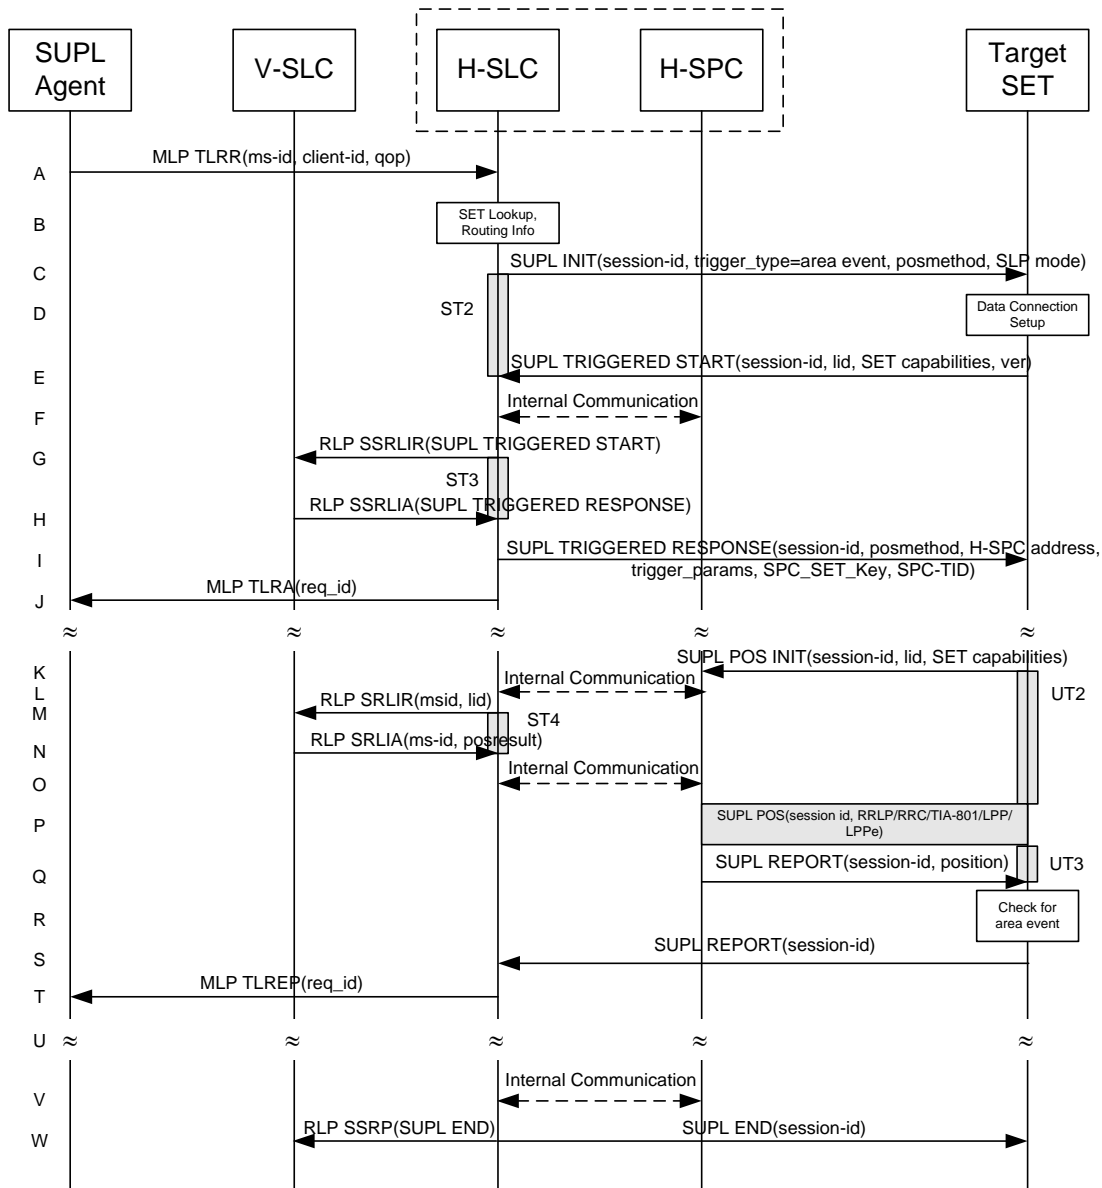 SUPL
Agent
V-SLC
H-SLC
H-SPC
Target
SET
A
MLP TLRR(ms-id, client-id, qop)
B
SET Lookup,
Routing Info
C
SUPL INIT(session-id, trigger_type=area event, posmethod, SLP mode)
D
ST2
Data Connection
Setup
E
SUPL TRIGGERED START(session-id, lid, SET capabilities, ver)
F
Internal Communication
G
RLP SSRLIR(SUPL TRIGGERED START)
ST3
H
RLP SSRLIA(SUPL TRIGGERED RESPONSE)
I
SUPL TRIGGERED RESPONSE(session-id, posmethod, H-SPC address,
trigger_params, SPC_SET_Key, SPC-TID)
J
MLP TLRA(req_id)
≈ ≈ ≈ ≈ ≈
K
SUPL POS INIT(session-id, lid, SET capabilities)
L
Internal Communication
UT2
M
RLP SRLIR(msid, lid)
ST4
N
RLP SRLIA(ms-id, posresult)
O
Internal Communication
P
SUPL POS(session id, RRLP/RRC/TIA-801/LPP/
LPPe)
Q
SUPL REPORT(session-id, position)
UT3
R
Check for
area event
S
SUPL REPORT(session-id)
T
MLP TLREP(req_id)
U ≈ ≈ ≈ ≈ ≈
V
Internal Communication
W
RLP SSRP(SUPL END)
SUPL END(session-id)